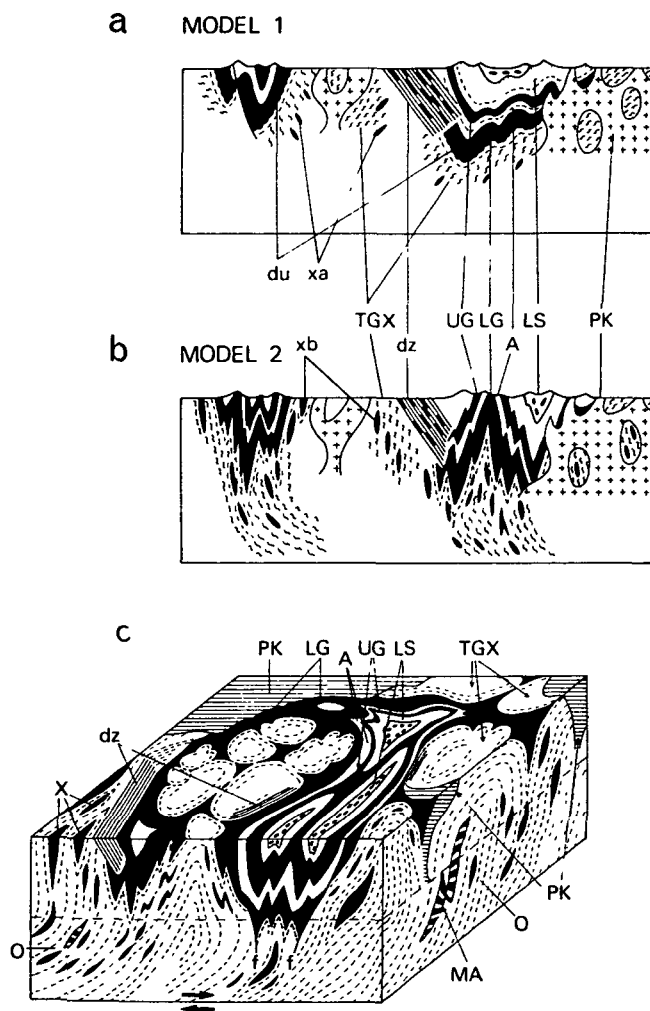 a MODEL 1
du xa
TGX UG LG LS PK
b MODEL 2 xb dz A
c
PK LG A UG LS TGX
dz
X
O
f f
PK
O
MA